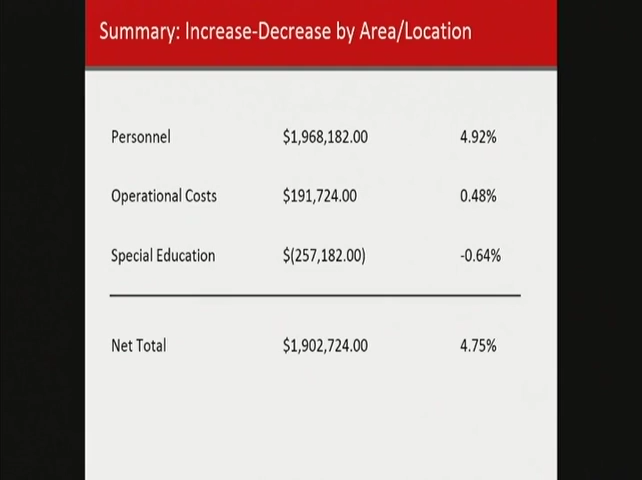 Summary: Increase-Decrease by Area/Location
Personnel $1,968,182.00 4.92%
Operational Costs $191,724.00 0.48%
Special Education $(257,182.00) -0.64%
Net Total $1,902,724.00 4.75%